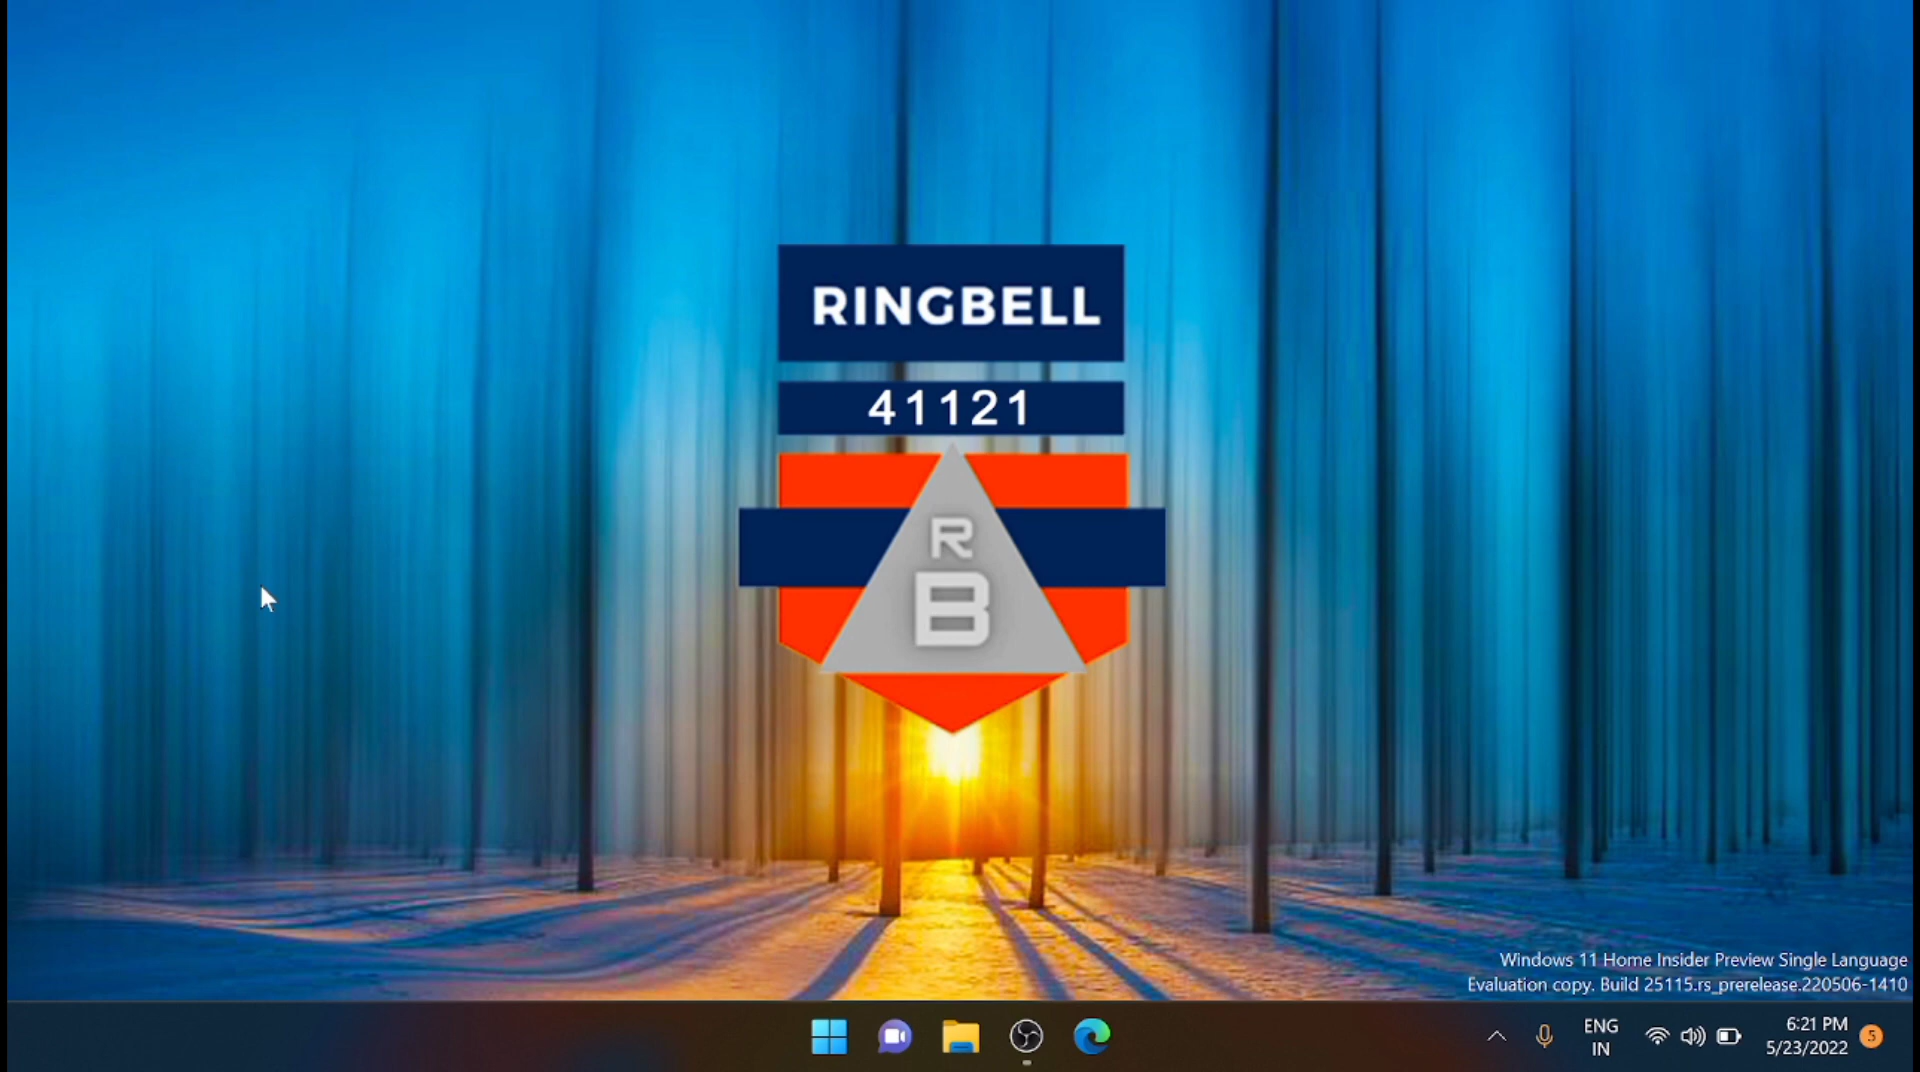 RINGBELL
41121
R
B
Windows 11 Home Insider Preview Single Language
Evaluation copy. Build 25115.rs_prerelease.220506-1410
ENG
IN
6:21 PM
5/23/2022
5